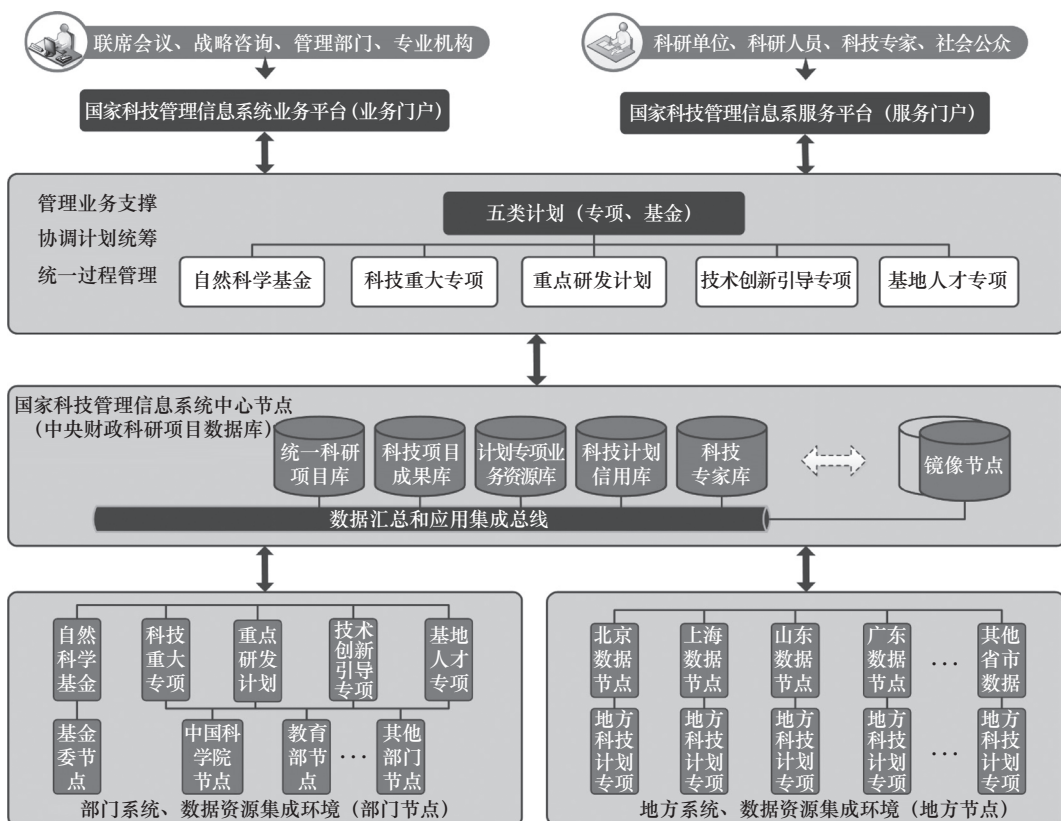 联席会议、战略咨询、管理部门、专业机构
科研单位、科研人员、科技专家、社会公众
国家科技管理信息系统业务平台(业务门户)
国家科技管理信息系服务平台（服务门户）
管理业务支撑
协调计划统筹
统一过程管理
五类计划（专项、基金）
自然科学基金
科技重大专项
重点研发计划
技术创新引导专项
基地人才专项
国家科技管理信息系统中心节点
（中央财政科研项目数据库）
统一科研
项目库
科技项目
成果库
计划专项业
务资源库
科技计划
信用库
科技
专家库
镜像节点
数据汇总和应用集成总线
自然
科学
基金
科技
重大
专项
重点
研发
计划
技术
创新
引导
专项
基地
人才
专项
基金
委节
点
中国科
学院
节点
教育
部节
点
…
其他
部门
节点
部门系统、数据资源集成环境（部门节点）
北京
数据
节点
上海
数据
节点
山东
数据
节点
广东
数据
节点
…
其他
省市
数据
地方
科技
计划
专项
地方
科技
计划
专项
地方
科技
计划
专项
地方
科技
计划
专项
…
地方
科技
计划
专项
地方系统、数据资源集成环境（地方节点）